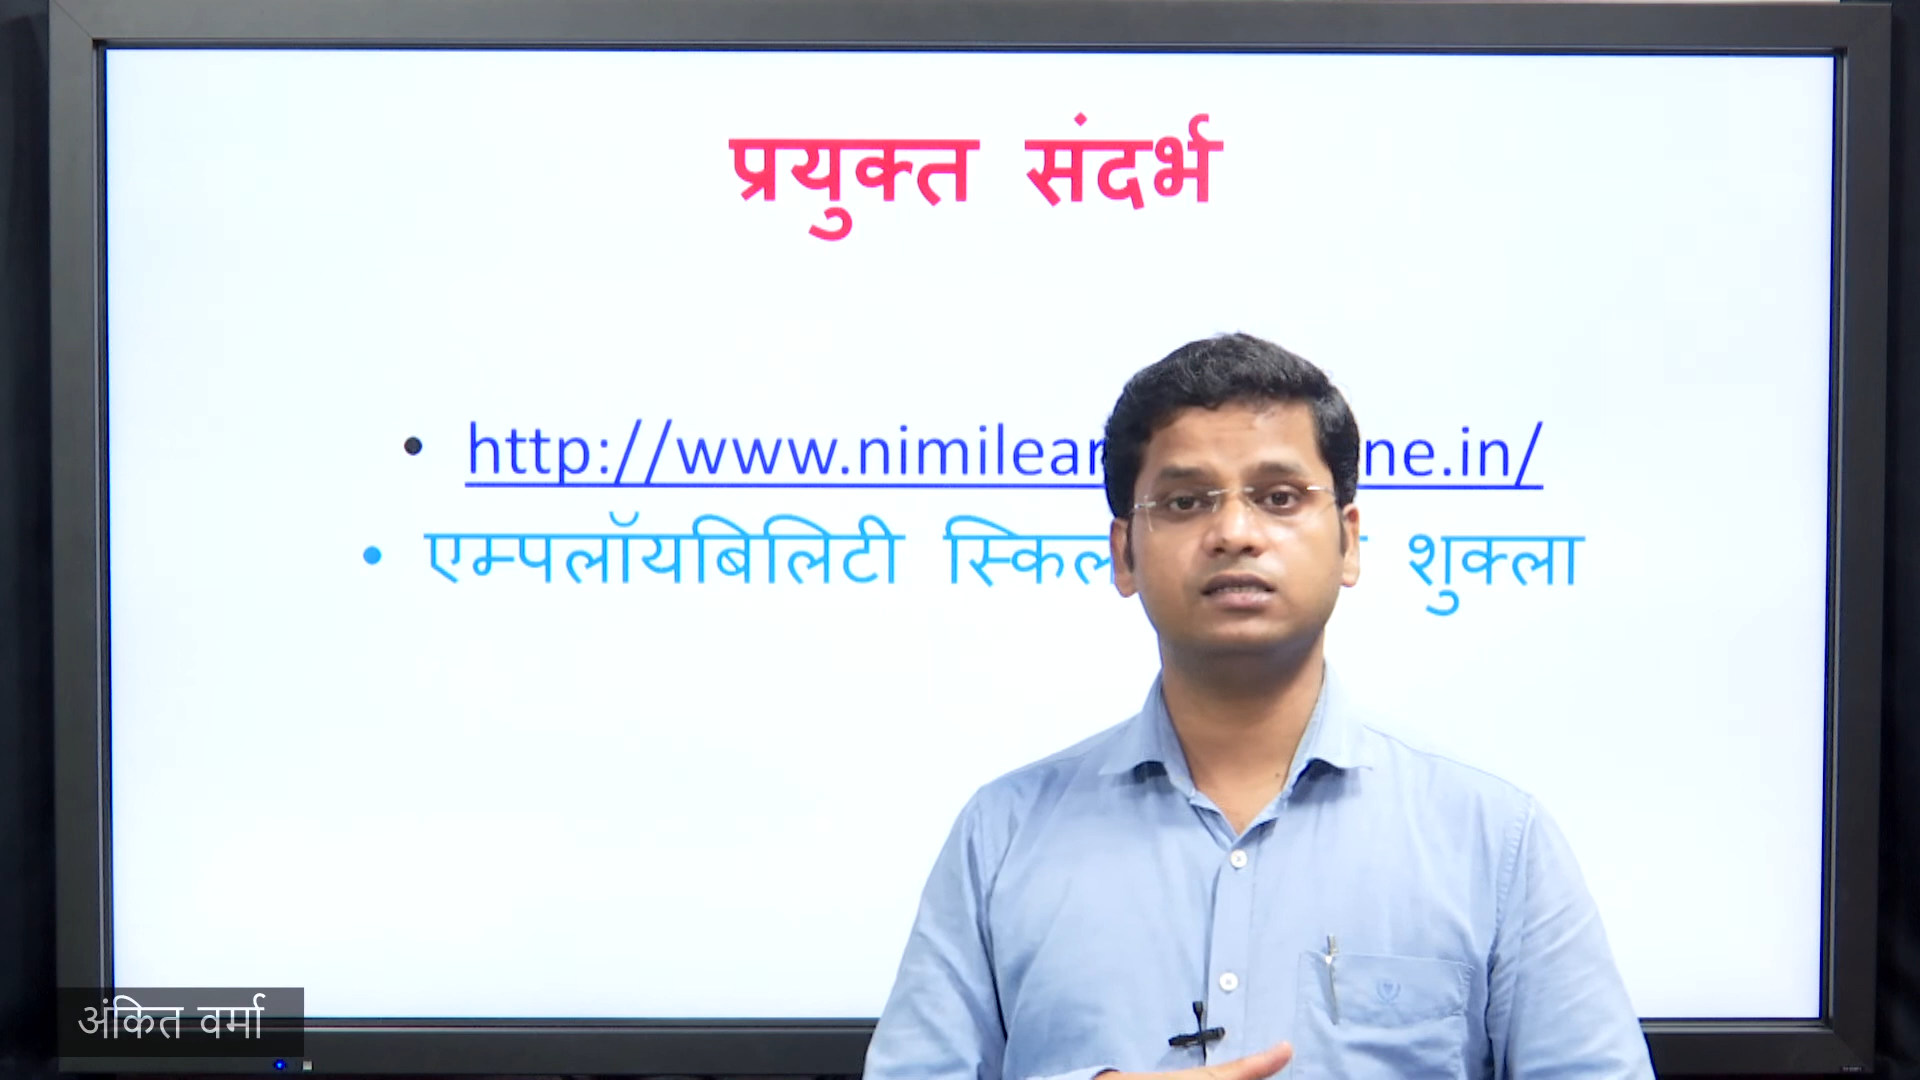 प्रयुक्त संदर्भ
http://www.nimilear ne.in/
एम्पलॉयबिलिटी स्किल शुक्ला
अंकित वर्मा